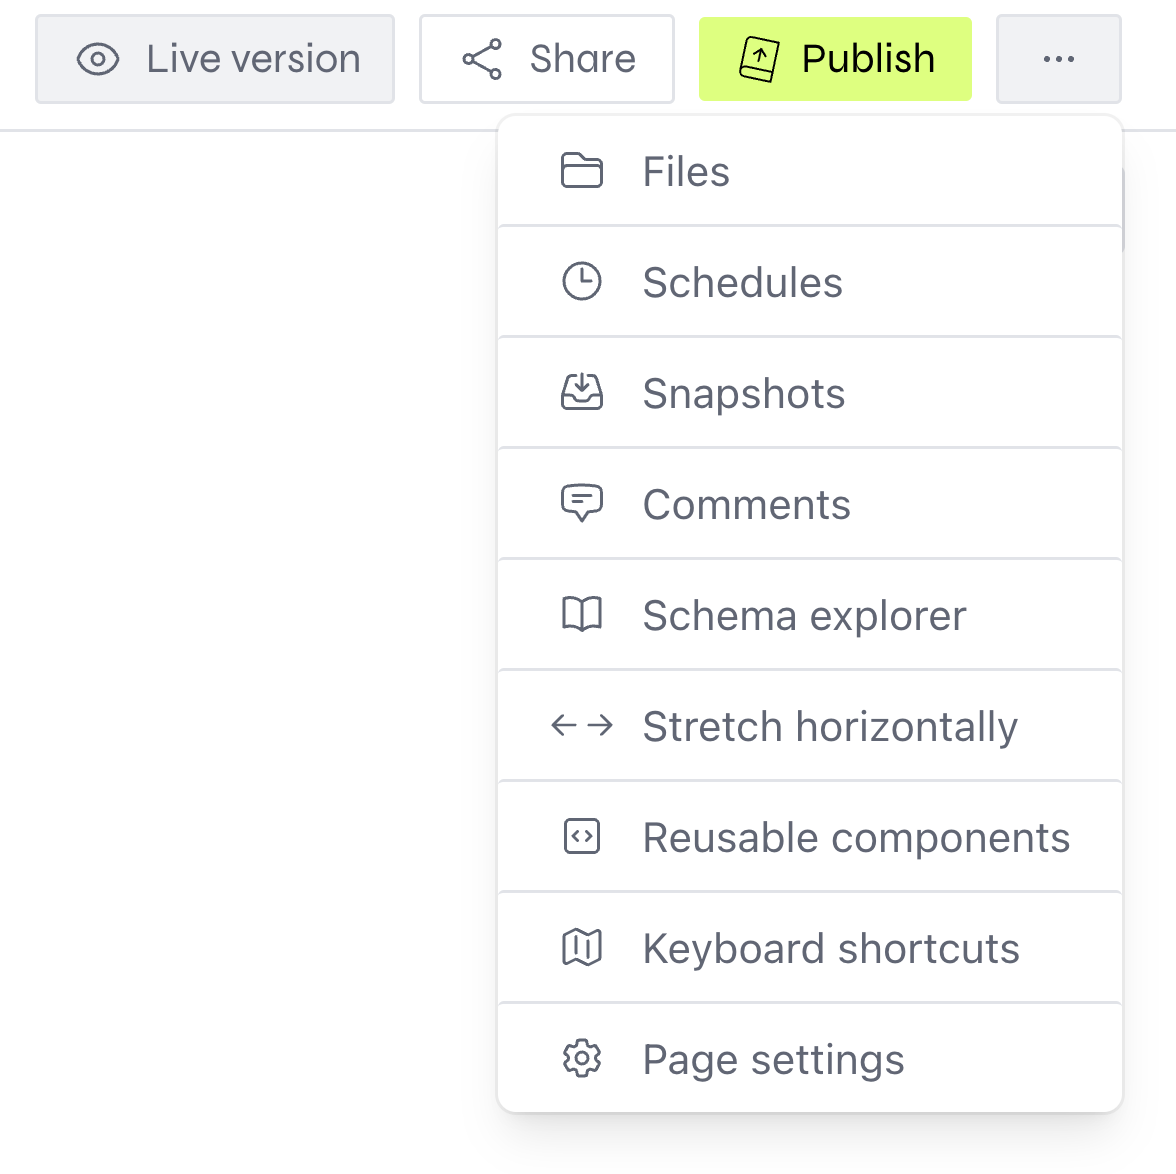 Live version
Share
Publish
Files
Schedules
Snapshots
Comments
Schema explorer
Stretch horizontally
Reusable components
Keyboard shortcuts
Page settings